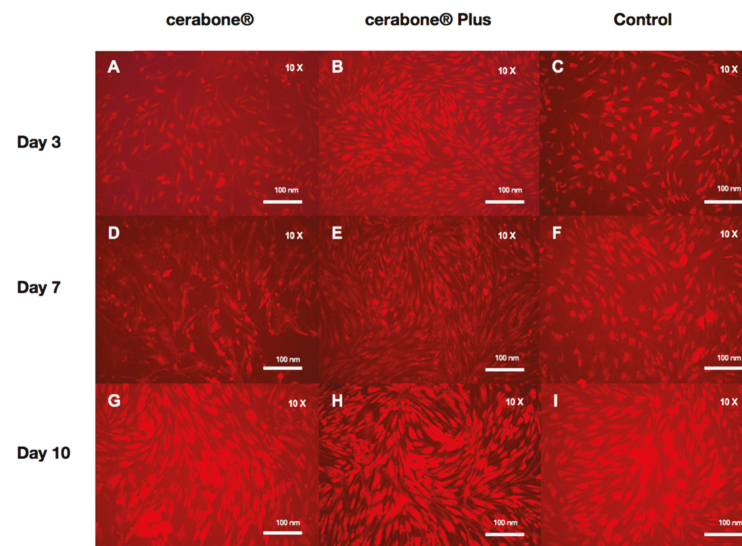 cerabone® cerabone® Plus Control
Day 3
A 10 X 100 nm
B 10 X 100 nm
C 10 X 100 nm
Day 7
D 10 X 100 nm
E 10 X 100 nm
F 10 X 100 nm
Day 10
G 10 X 100 nm
H 10 X 100 nm
I 10 X 100 nm